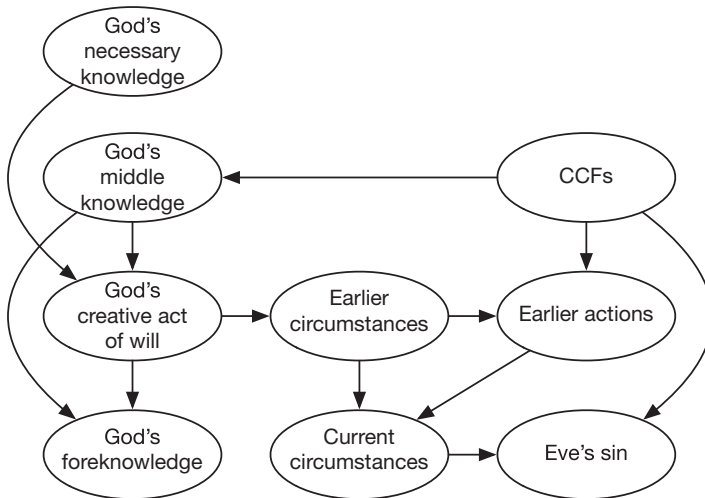 God's
necessary
knowledge
God's
middle
knowledge
CCFs
God's
creative act
of will
Earlier
circumstances
Earlier actions
God's
foreknowledge
Current
circumstances
Eve's sin